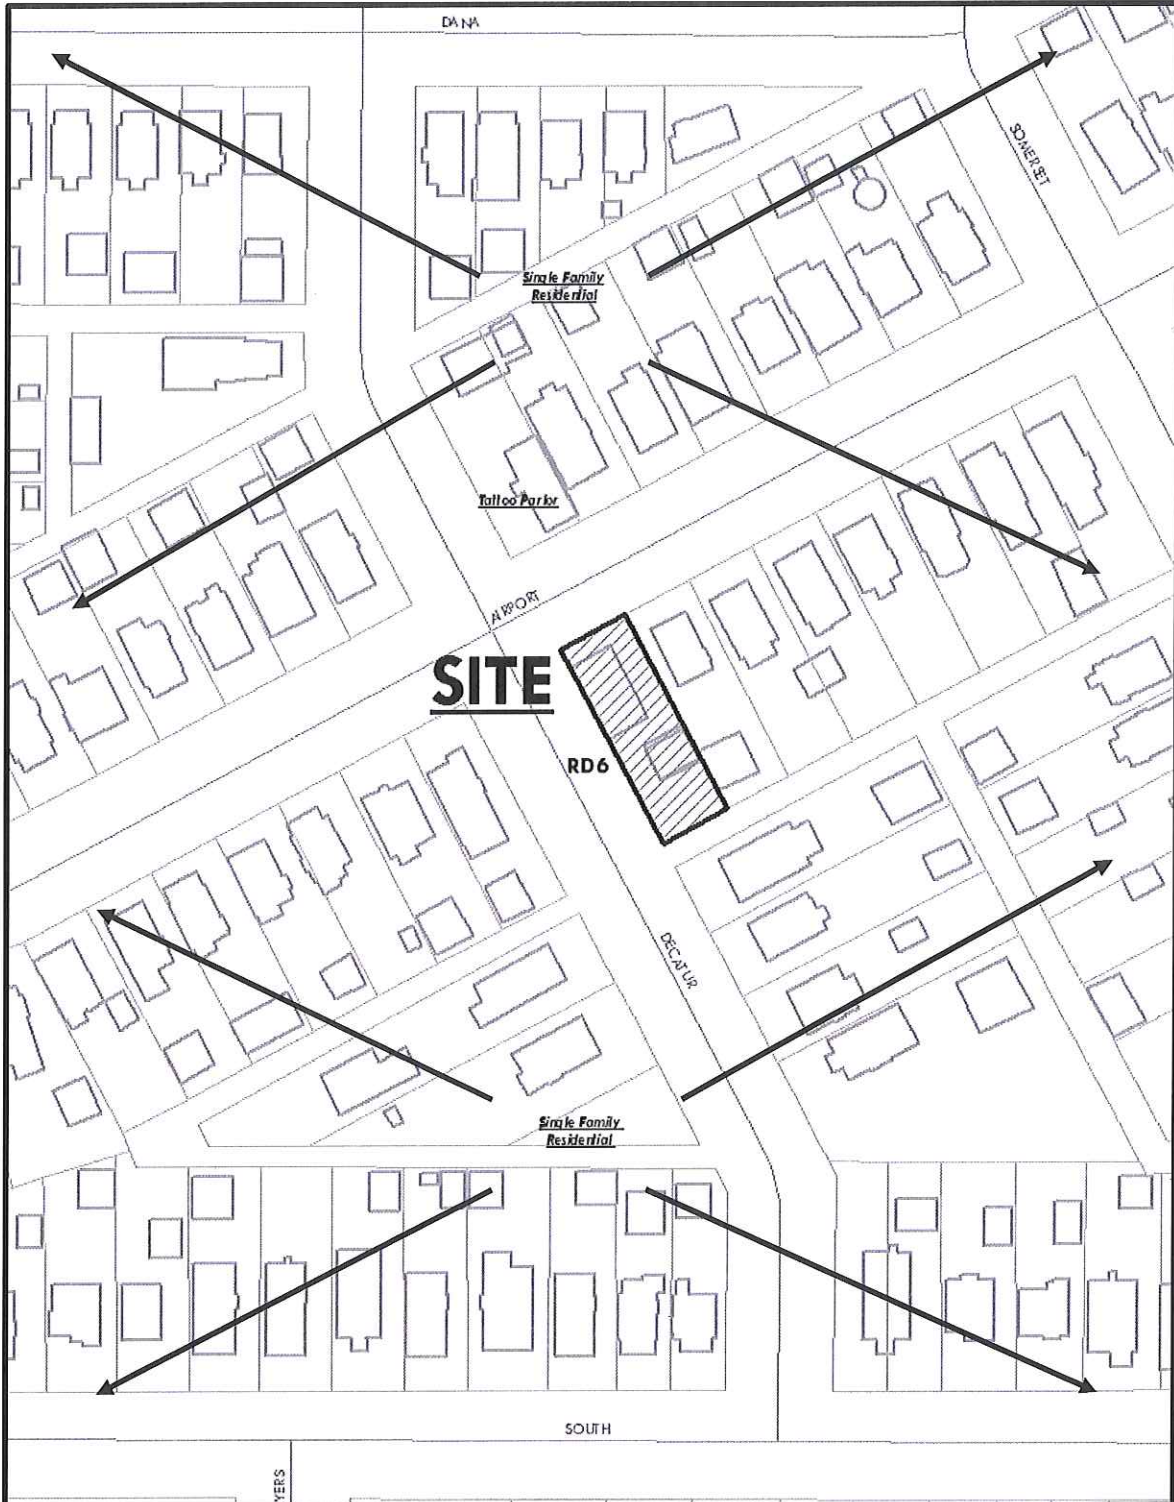 DANA
SOMERSET
Single Family
Residential
Tattoo Parlor
AIRPORT
SITE
RD6
DECATUR
Single Family
Residential
SOUTH
YERS